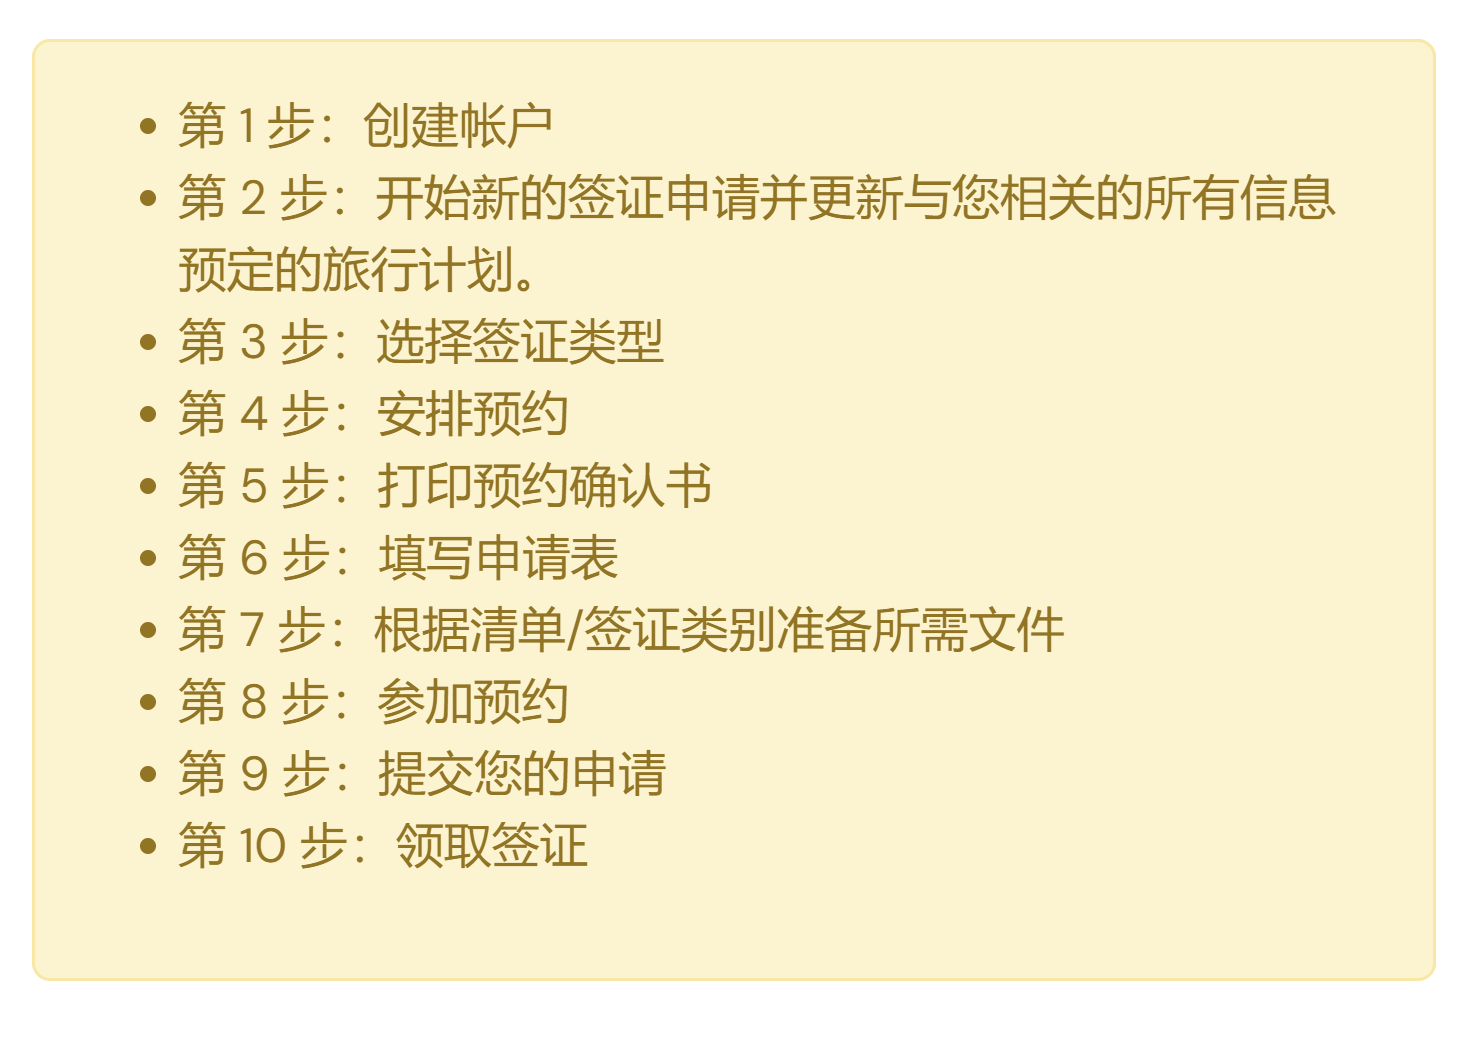 • 第 1 步：创建帐户
• 第 2 步：开始新的签证申请并更新与您相关的所有信息
预定的旅行计划。
• 第 3 步：选择签证类型
• 第 4 步：安排预约
• 第 5 步：打印预约确认书
• 第 6 步：填写申请表
• 第 7 步：根据清单/签证类别准备所需文件
• 第 8 步：参加预约
• 第 9 步：提交您的申请
• 第 10 步：领取签证